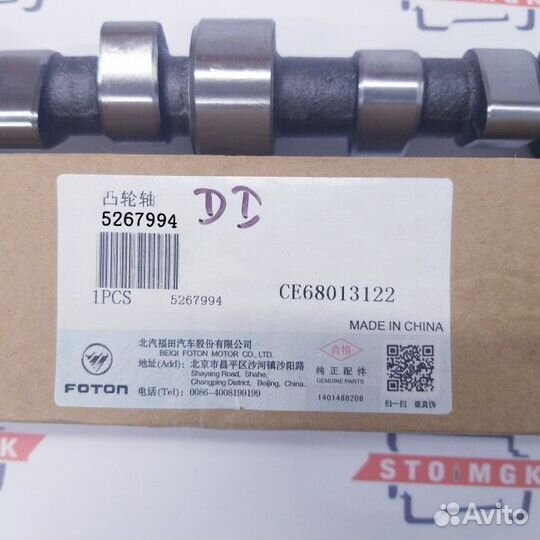 凸轮轴
5267994
DD
1PCS 5267994
CE68013122
MADE IN CHINA
FOTON
北汽福田汽车股份有限公司
BEIQI FOTON MOTOR CO., LTD.
地址(Add): 北京市昌平区沙河镇沙阳路
Shayang Road, Shahe,
Changping District, Beijing, China.
电话(Tel): 0086-4008199199
合格
纯正配件
GENUINE PARTS
1401488208
扫一扫 查真伪
STOiMGK
Avito